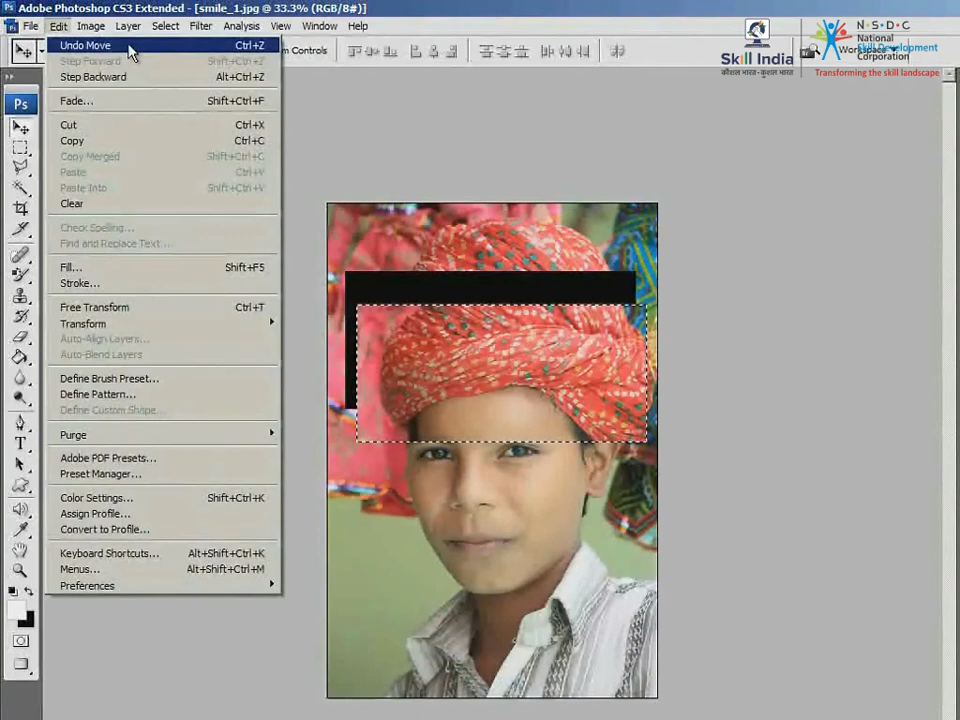 Adobe Photoshop CS3 Extended - [smile_1.jpg @ 33.3% (RGB/8#)]
File Edit Image Layer Select Filter Analysis View Window Help
Undo Move Ctrl+Z
Step Forward Shift+Ctrl+Z
Step Backward Alt+Ctrl+Z
Fade... Shift+Ctrl+F
Cut Ctrl+X
Copy Ctrl+C
Copy Merged Shift+Ctrl+C
Paste Ctrl+V
Paste Into Shift+Ctrl+V
Clear
Check Spelling...
Find and Replace Text...
Fill... Shift+F5
Stroke...
Free Transform Ctrl+T
Transform
Auto-Align Layers...
Auto-Blend Layers
Define Brush Preset...
Define Pattern...
Define Custom Shape...
Purge
Adobe PDF Presets...
Preset Manager...
Color Settings... Shift+Ctrl+K
Assign Profile...
Convert to Profile...
Keyboard Shortcuts... Alt+Shift+Ctrl+K
Menus... Alt+Shift+Ctrl+M
Preferences
Controls
Ps
T
Skill India
कौशल भारत-कुशल भारत
N·S·D·C
National
Skill Development
Corporation
Transforming the skill landscape